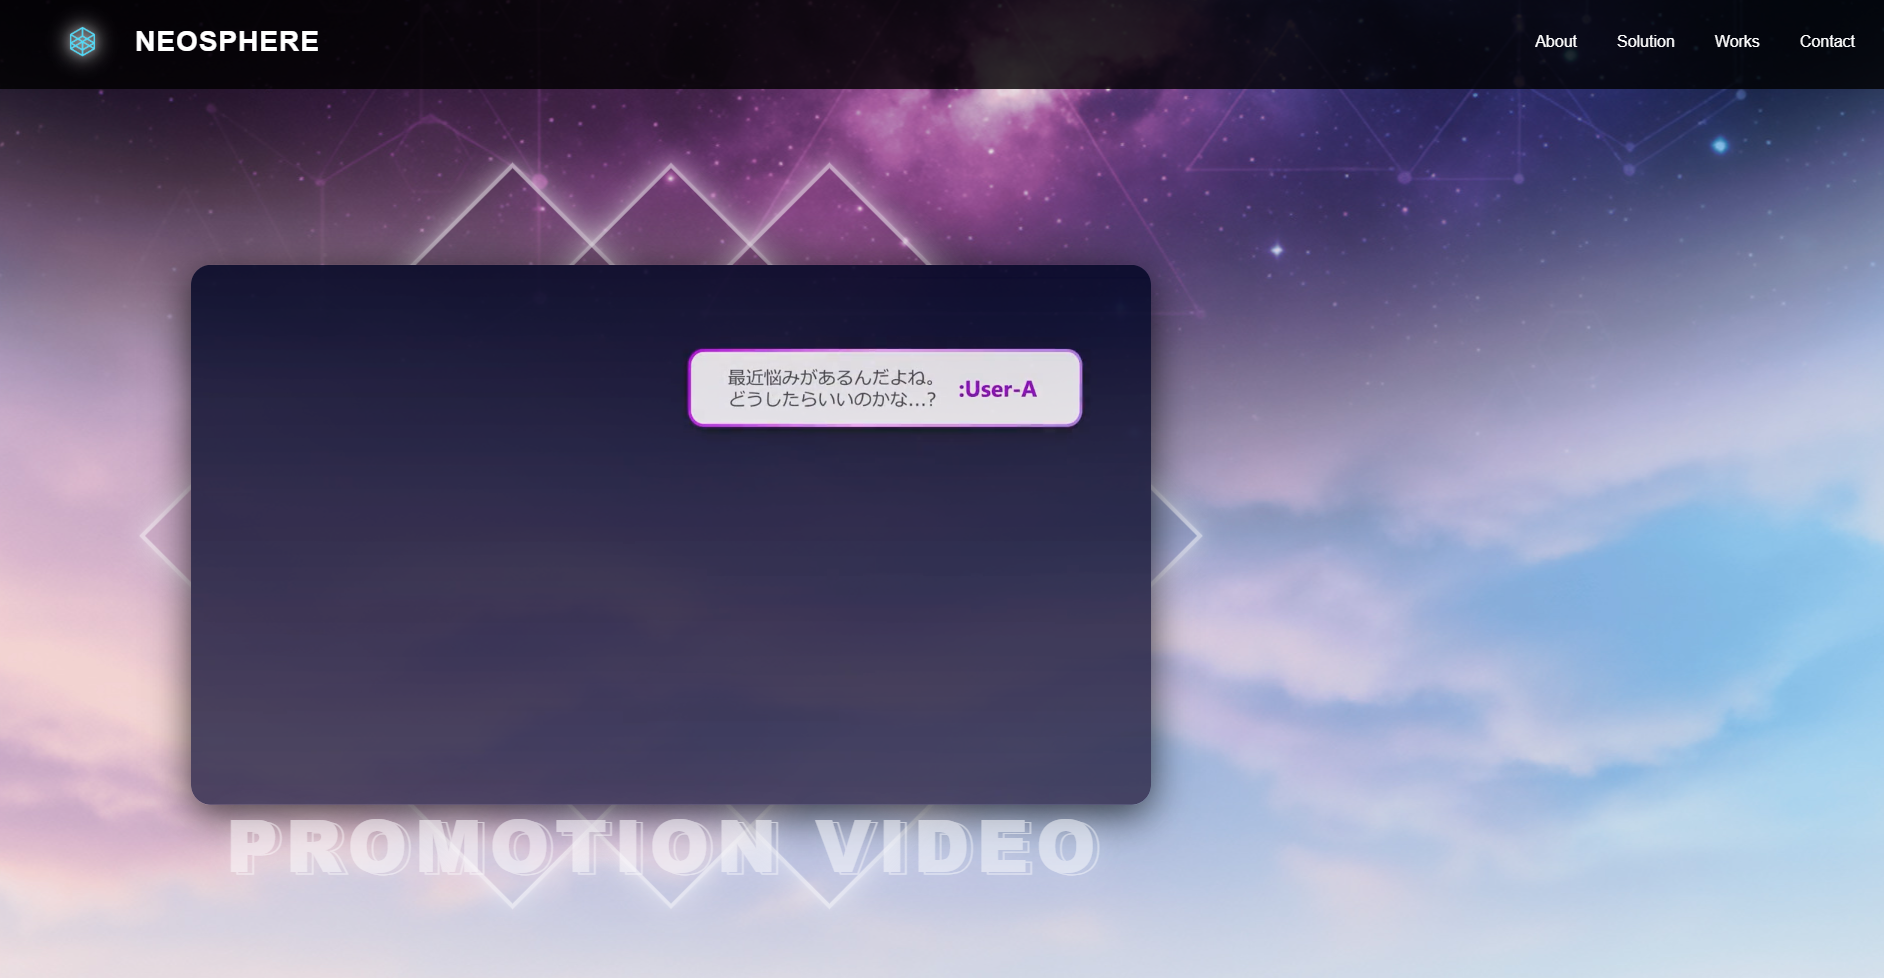 NEOSPHERE
About
Solution
Works
Contact
最近悩みがあるんだよね。
どうしたらいいのかな…?
:User-A
PROMOTION VIDEO